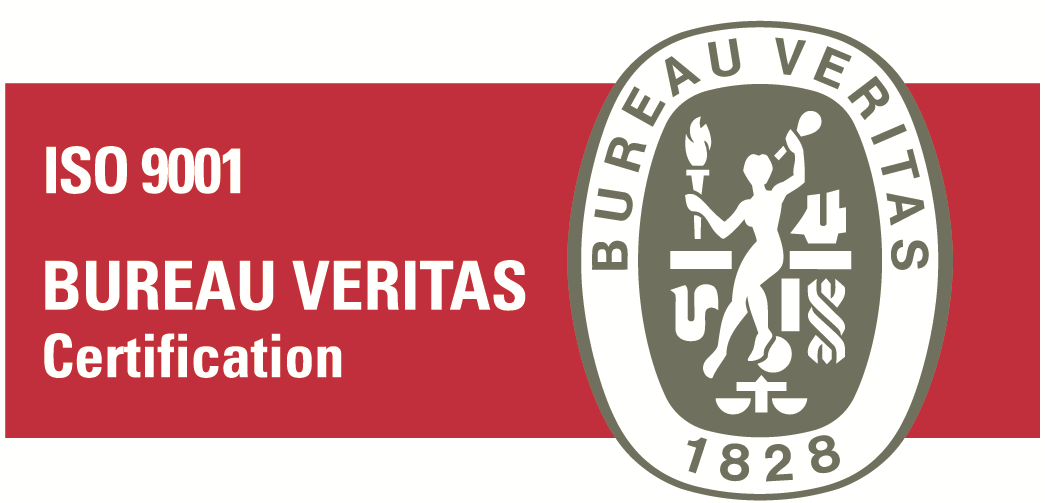 ISO 9001
BUREAU VERITAS
Certification
BUREAU VERITAS
1828